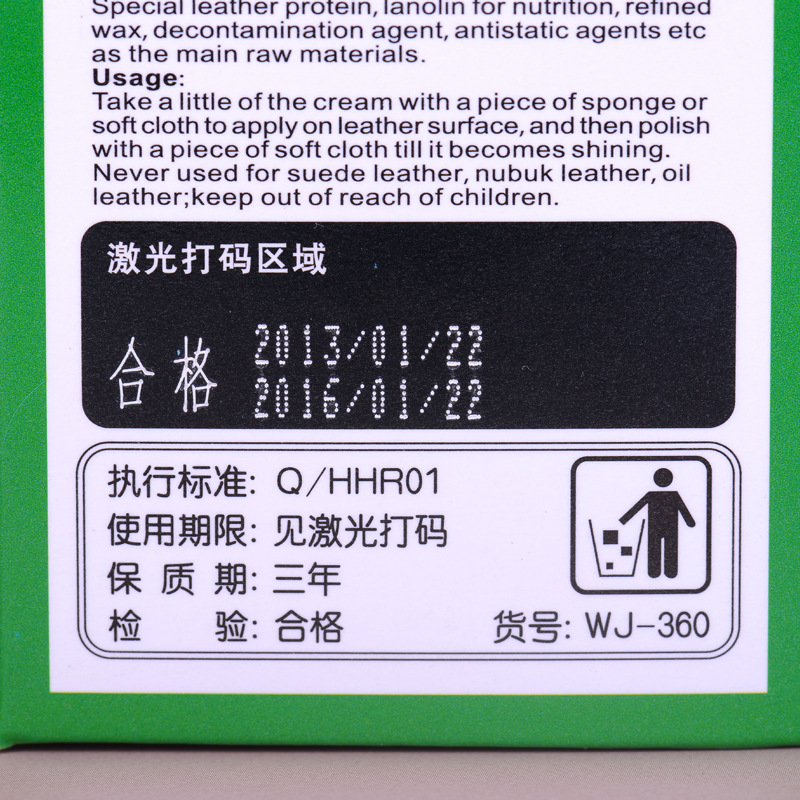 Special leather protein, lanolin for nutrition, refined
wax, decontamination agent, antistatic agents etc
as the main raw materials.
Usage:
Take a little of the cream with a piece of sponge or
soft cloth to apply on leather surface, and then polish
with a piece of soft cloth till it becomes shining.
Never used for suede leather, nubuk leather, oil
leather;keep out of reach of children.
激光打码区域
合格 2013/01/22
2016/01/22
执行标准: Q/HHR01
使用期限: 见激光打码
保质期: 三年
检验: 合格 货号: WJ-360